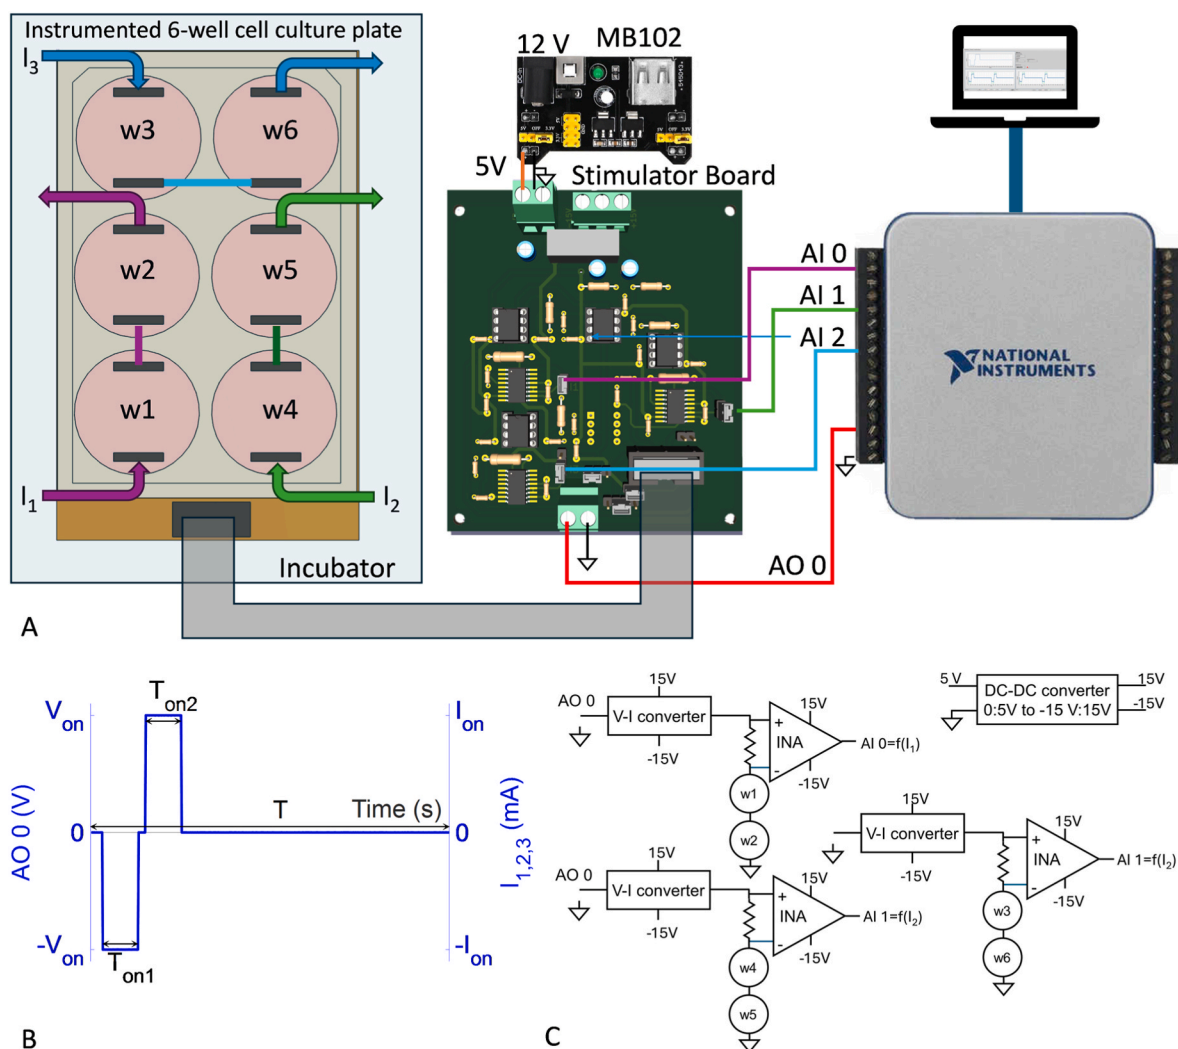 Instrumented 6-well cell culture plate
I3
w3
w6
w2
w5
w1
w4
I1
I2
Incubator
A
12 V
MB102
5V
Stimulator Board
AI 0
AI 1
AI 2
AO 0
NATIONAL
INSTRUMENTS
Von
Ton2
Ion
AO 0 (V)
0
T
Time (s)
0
I1,2,3 (mA)
-Von
Ton1
-Ion
B
15V
AO 0
V-I converter
-15V
15V
+
INA
-
-15V
AI 0=f(I1)
w1
w2
5 V
DC-DC converter
0:5V to -15 V:15V
15V
-15V
15V
V-I converter
-15V
15V
+
INA
-
-15V
AI 1=f(I2)
w3
w6
15V
AO 0
V-I converter
-15V
15V
+
INA
-
-15V
AI 1=f(I2)
w4
w5
C